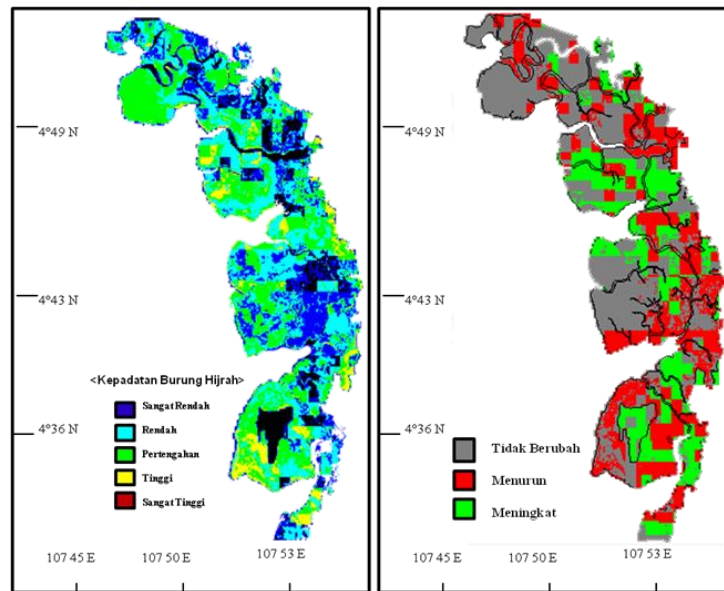 4°49 N
4°43 N
4°36 N
<Kepadatan Burung Hijrah>
Sangat Rendah
Rendah
Pertengahan
Tinggi
Sangat Tinggi
107 45 E
107 50 E
107 53 E
4°49 N
4°43 N
4°36 N
Tidak Berubah
Menurun
Meningkat
107 45 E
107 50 E
107 53 E